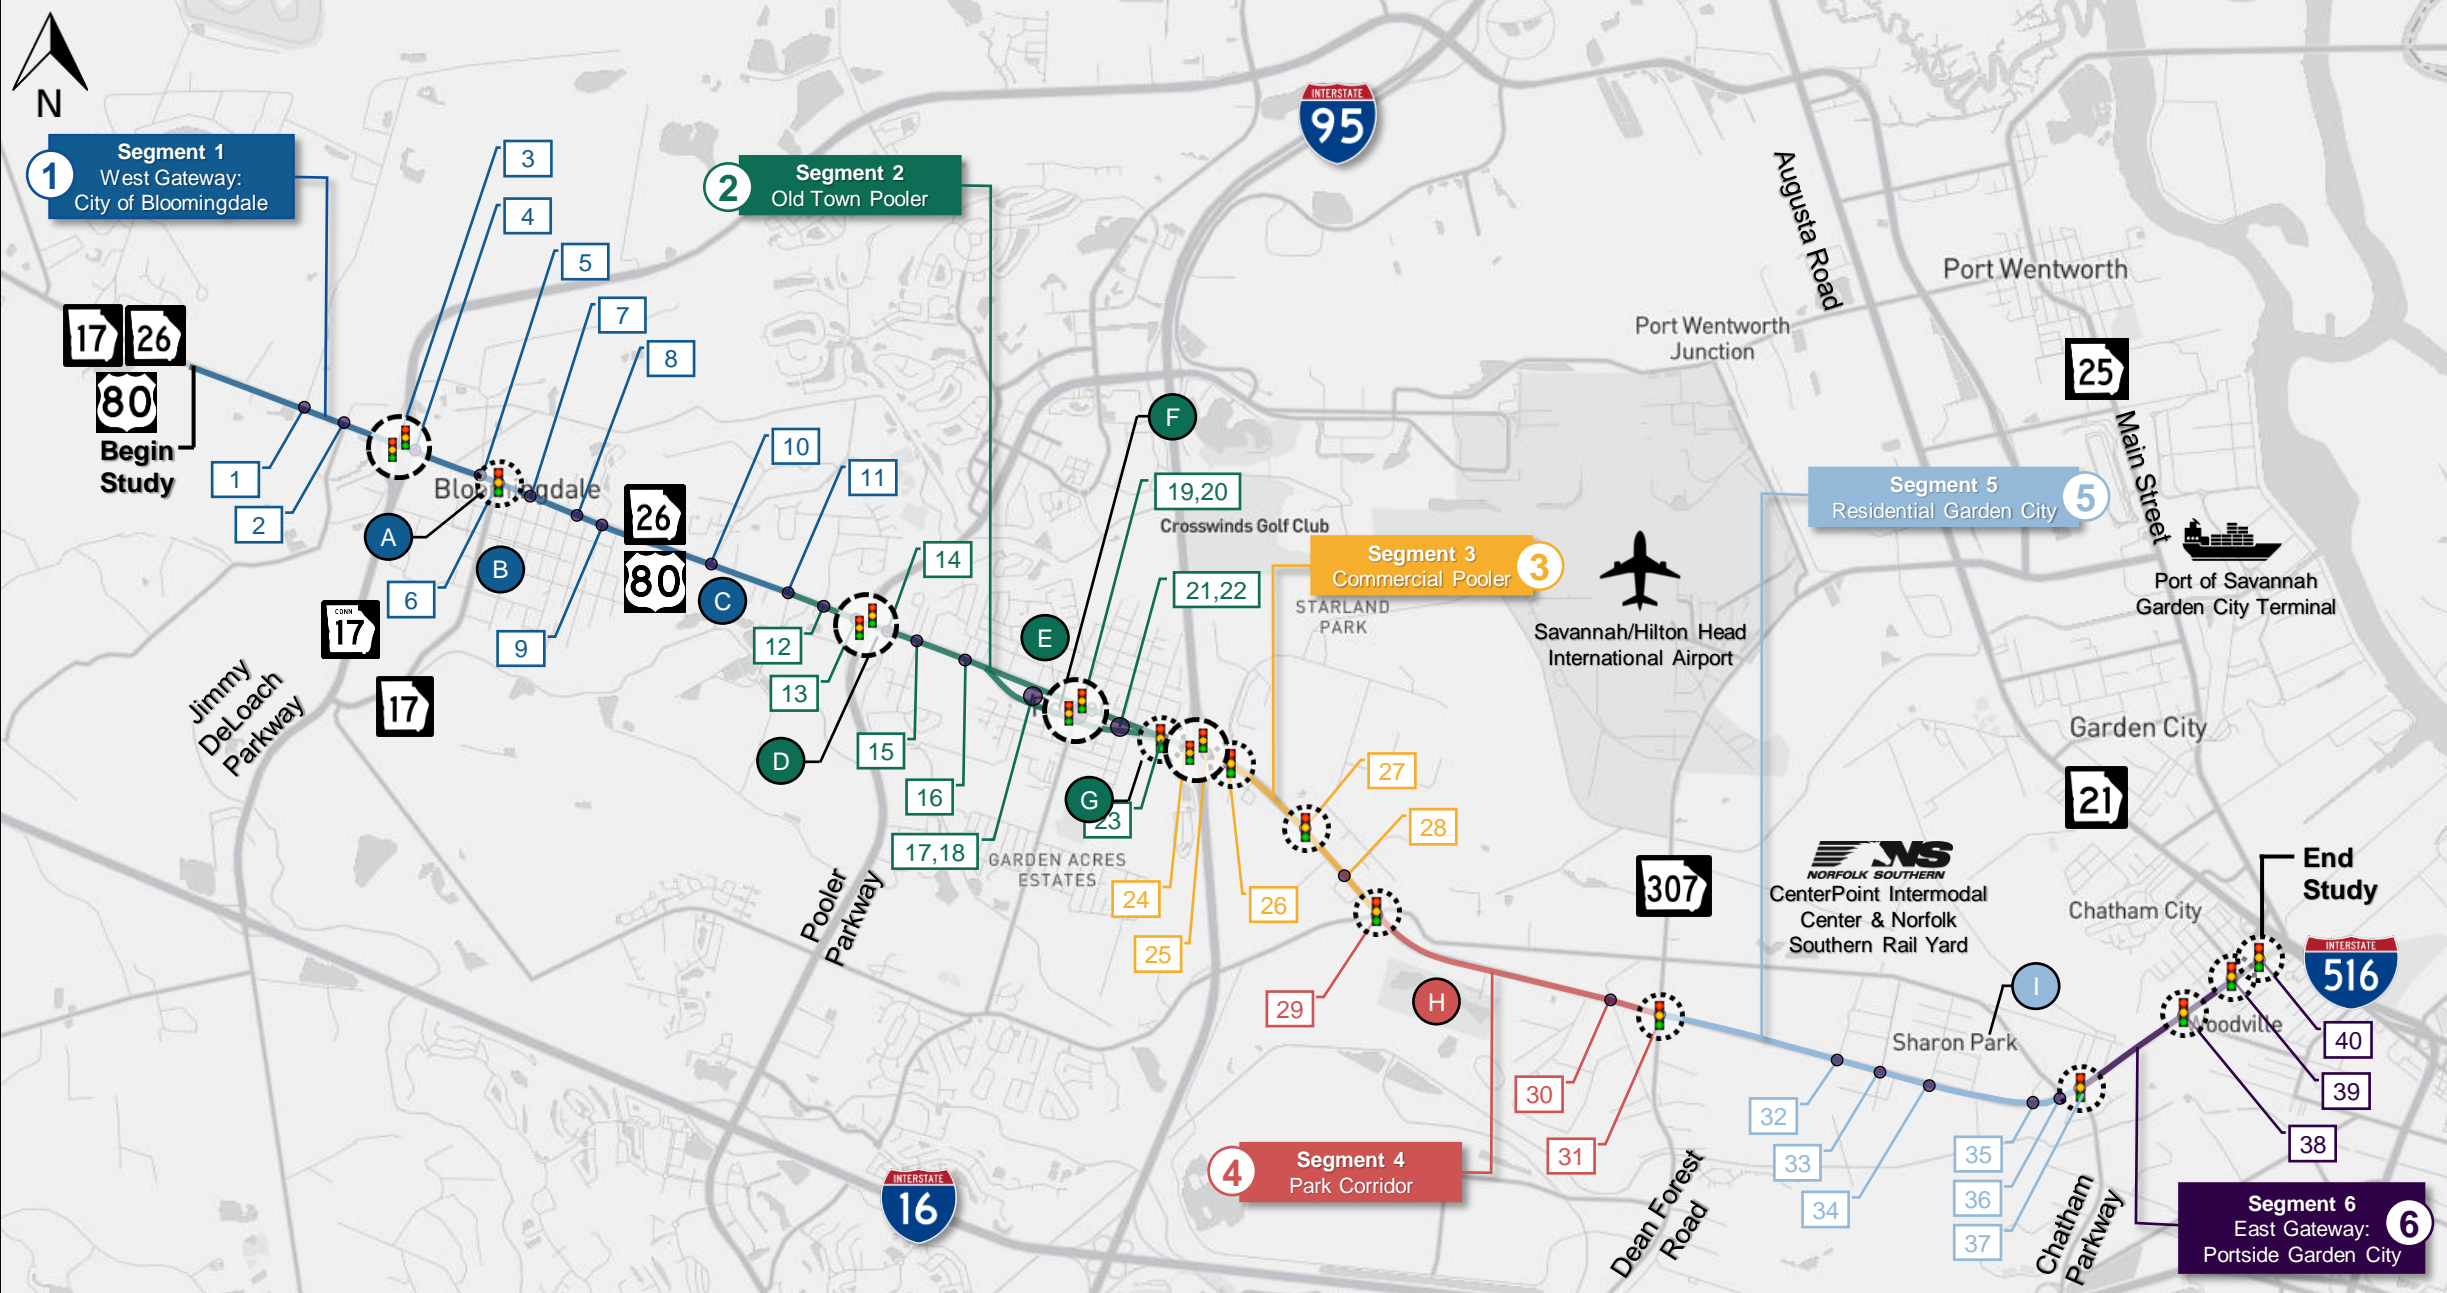 N
Segment 1
West Gateway:
City of Bloomingdale
1
Segment 2
Old Town Pooler
2
INTERSTATE
95
3
4
5
7
8
17
26
80
Begin
Study
1
2
A
Bloomingdale
B
6
9
26
80
C
10
11
CONN
17
17
Jimmy
DeLoach
Parkway
F
19,20
Crosswinds Golf Club
14
21,22
E
12
13
D
15
16
17,18
G
23
GARDEN ACRES
ESTATES
Pooler
Parkway
Segment 3
Commercial Pooler
3
STARLAND
PARK
Savannah/Hilton Head
International Airport
Augusta Road
Port Wentworth
Port Wentworth
Junction
25
Main Street
Segment 5
Residential Garden City
5
Port of Savannah
Garden City Terminal
Garden City
21
27
28
24
25
26
29
H
307
NS
NORFOLK SOUTHERN
CenterPoint Intermodal
Center & Norfolk
Southern Rail Yard
Chatham City
End
Study
INTERSTATE
516
I
Sharon Park
Woodville
40
39
38
30
31
32
33
34
35
36
37
Segment 4
Park Corridor
4
INTERSTATE
16
Dean Forest
Road
Chatham
Parkway
Segment 6
East Gateway:
Portside Garden City
6